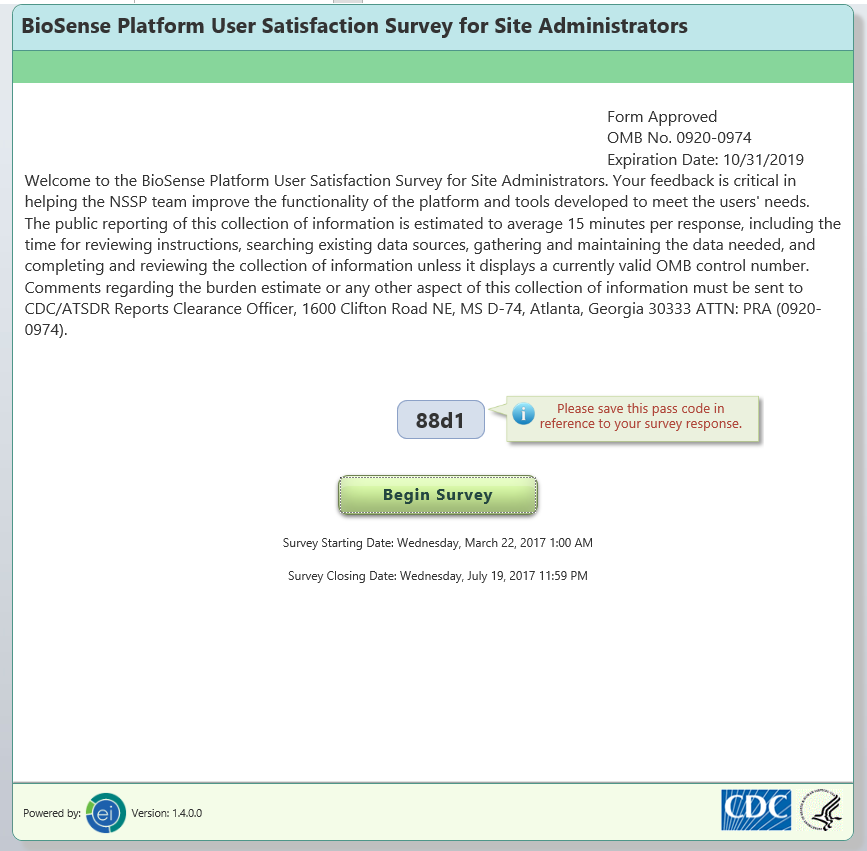 BioSense Platform User Satisfaction Survey for Site Administrators
Form Approved
OMB No. 0920-0974
Expiration Date: 10/31/2019
Welcome to the BioSense Platform User Satisfaction Survey for Site Administrators. Your feedback is critical in
helping the NSSP team improve the functionality of the platform and tools developed to meet the users' needs.
The public reporting of this collection of information is estimated to average 15 minutes per response, including the
time for reviewing instructions, searching existing data sources, gathering and maintaining the data needed, and
completing and reviewing the collection of information unless it displays a currently valid OMB control number.
Comments regarding the burden estimate or any other aspect of this collection of information must be sent to
CDC/ATSDR Reports Clearance Officer, 1600 Clifton Road NE, MS D-74, Atlanta, Georgia 30333 ATTN: PRA (0920-
0974).
88d1
i
Please save this pass code in
reference to your survey response.
Begin Survey
Survey Starting Date: Wednesday, March 22, 2017 1:00 AM
Survey Closing Date: Wednesday, July 19, 2017 11:59 PM
Powered by: ei Version: 1.4.0.0
CDC